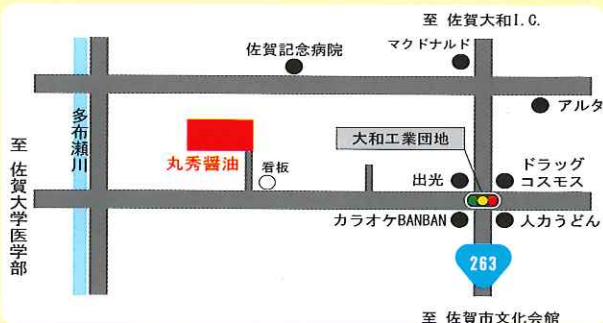 至 佐賀大和I.C.
佐賀記念病院
マクドナルド
アルタ
多布瀬川
大和工業団地
丸秀醤油
看板
出光
ドラッグ
コスモス
カラオケBANBAN
人力うどん
至 佐賀大学医学部
263
至 佐賀市文化会館